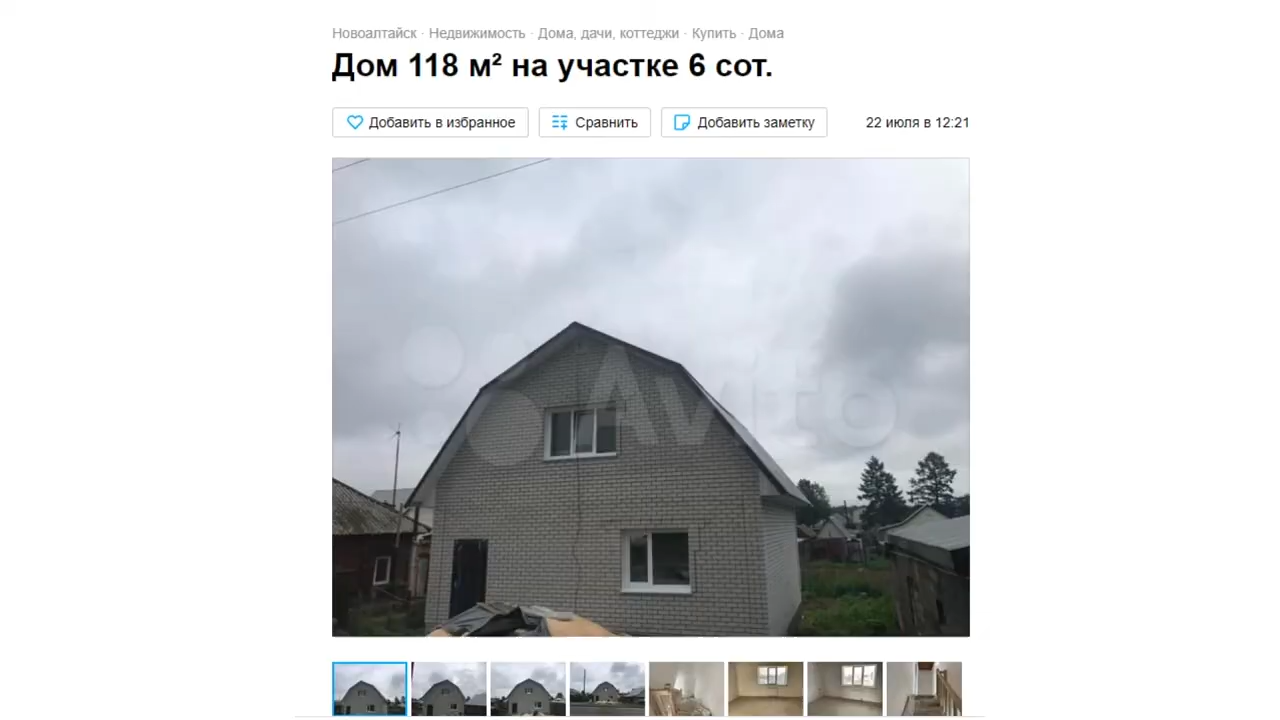 Новоалтайск · Недвижимость · Дома, дачи, коттеджи · Купить · Дома
Дом 118 м² на участке 6 сот.
Добавить в избранное Сравнить Добавить заметку 22 июля в 12:21
Avito